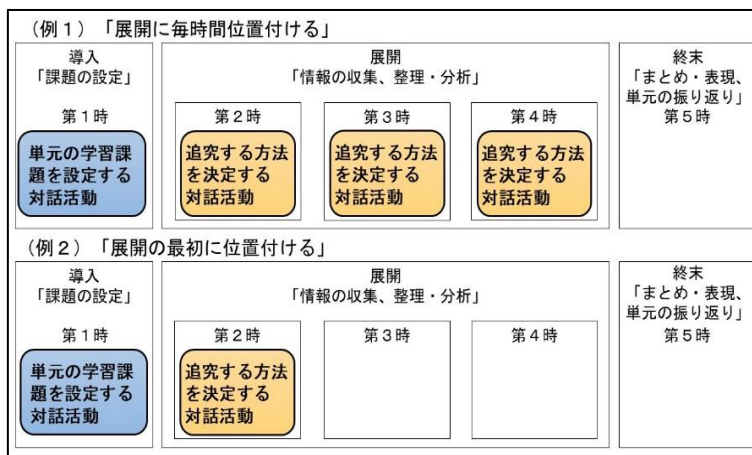 （例１）「展開に毎時間位置付ける」
導入
「課題の設定」
第１時
単元の学習課
題を設定する
対話活動
展開
「情報の収集、整理・分析」
第２時
追究する方法
を決定する
対話活動
第３時
追究する方法
を決定する
対話活動
第４時
追究する方法
を決定する
対話活動
終末
「まとめ・表現、
単元の振り返り」
第５時
（例２）「展開の最初に位置付ける」
導入
「課題の設定」
第１時
単元の学習課
題を設定する
対話活動
展開
「情報の収集、整理・分析」
第２時
追究する方法
を決定する
対話活動
第３時
第４時
終末
「まとめ・表現、
単元の振り返り」
第５時